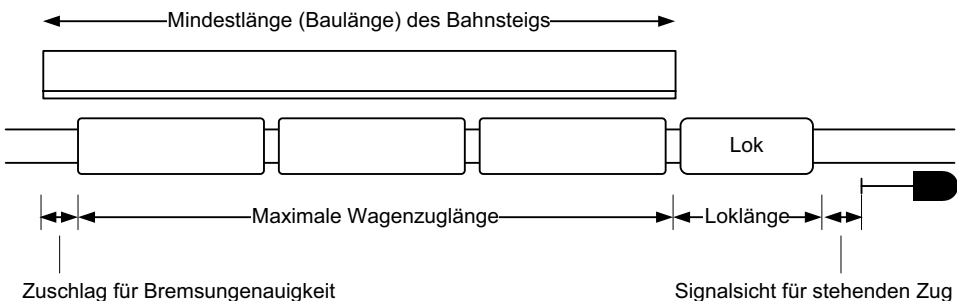 Mindestlänge (Baulänge) des Bahnsteigs
Lok
Maximale Wagenzuglänge
Loklänge
Zuschlag für Bremsungenauigkeit
Signalsicht für stehenden Zug